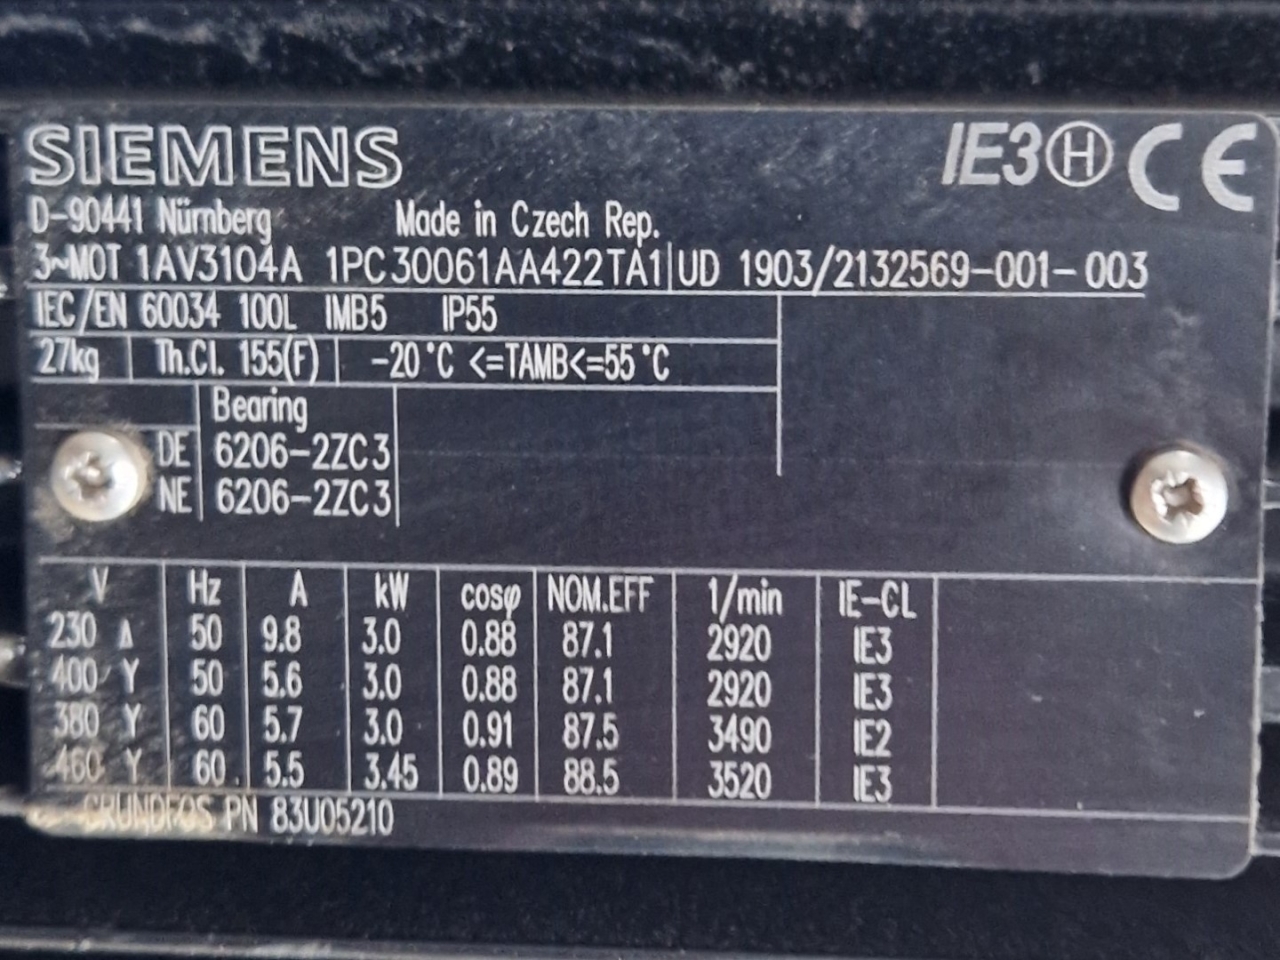 SIEMENS IE3 H CE
D-90441 Nürnberg Made in Czech Rep.
3~MOT 1AV3104A 1PC30061AA422TA1 UD 1903/2132569-001-003
IEC/EN 60034 100L IMB5 IP55
27kg Th.Cl. 155(F) -20°C <=TAMB<=55°C
Bearing
DE 6206-2ZC3
NE 6206-2ZC3
V Hz A kW cosφ NOM.EFF 1/min IE-CL
230 Δ 50 9.8 3.0 0.88 87.1 2920 IE3
400 Y 50 5.6 3.0 0.88 87.1 2920 IE3
380 Y 60 5.7 3.0 0.91 87.5 3490 IE2
460 Y 60 5.5 3.45 0.89 88.5 3520 IE3
GRUNDFOS PN 83U05210